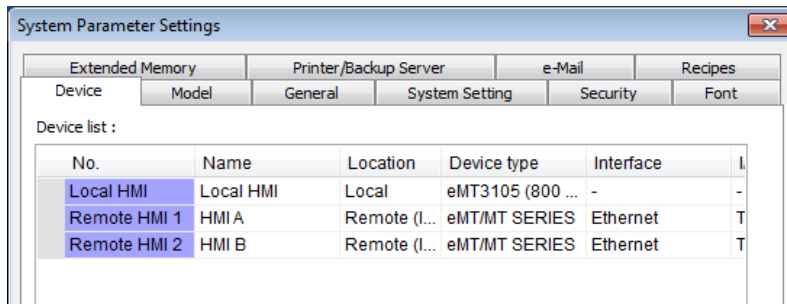 System Parameter Settings
Extended Memory Printer/Backup Server e-Mail Recipes
Device Model General System Setting Security Font
Device list :
No. Name Location Device type Interface
Local HMI Local HMI Local eMT3105 (800 ... - -
Remote HMI 1 HMI A Remote (I... eMT/MT SERIES Ethernet T
Remote HMI 2 HMI B Remote (I... eMT/MT SERIES Ethernet T